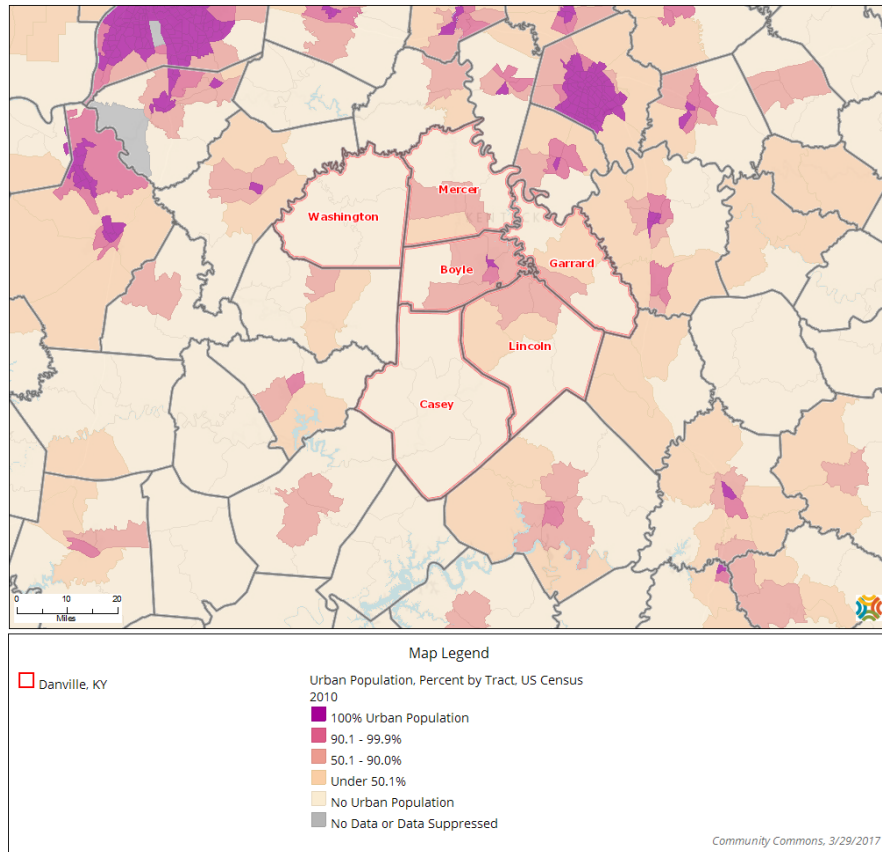 Mercer
Washington
Boyle
Garrard
Lincoln
Casey
0 10 20
Miles
Map Legend
Danville, KY
Urban Population, Percent by Tract, US Census
2010
100% Urban Population
90.1 - 99.9%
50.1 - 90.0%
Under 50.1%
No Urban Population
No Data or Data Suppressed
Community Commons, 3/29/2017